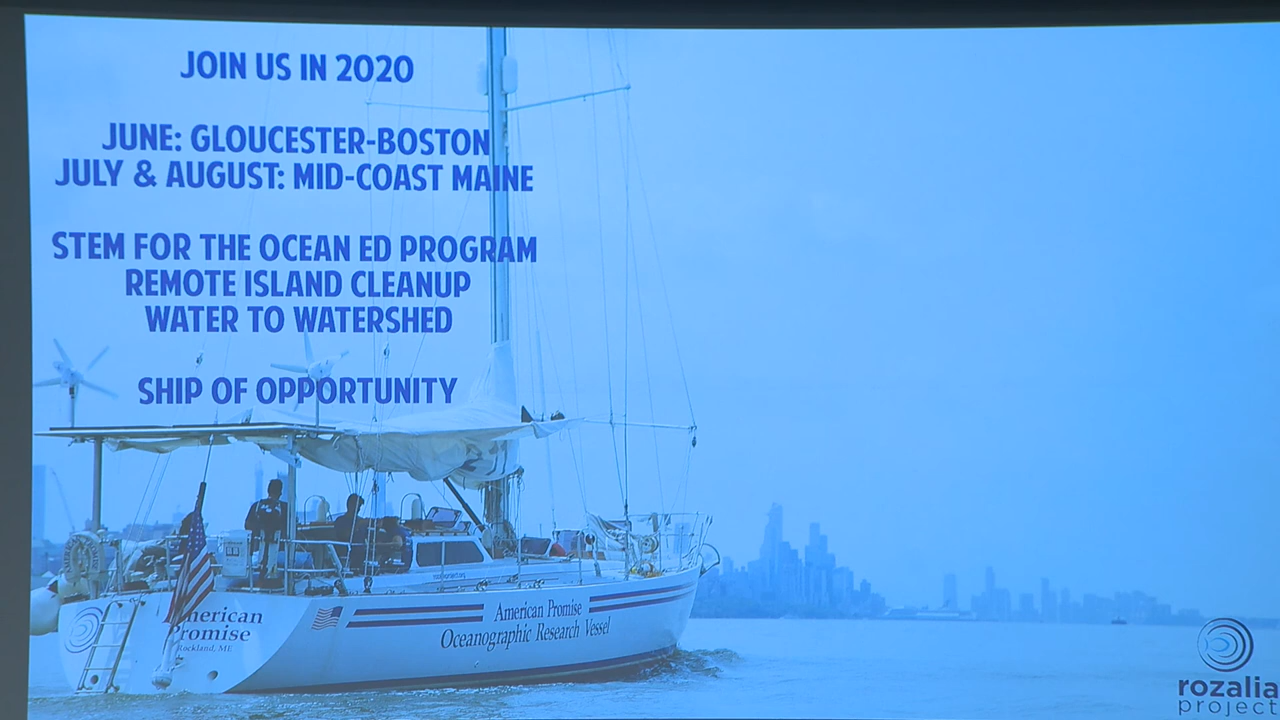 JOIN US IN 2020
JUNE: GLOUCESTER-BOSTON
JULY & AUGUST: MID-COAST MAINE
STEM FOR THE OCEAN ED PROGRAM
REMOTE ISLAND CLEANUP
WATER TO WATERSHED
SHIP OF OPPORTUNITY
American
Promise
Rockland, ME
American Promise
Oceanographic Research Vessel
rozalia
project